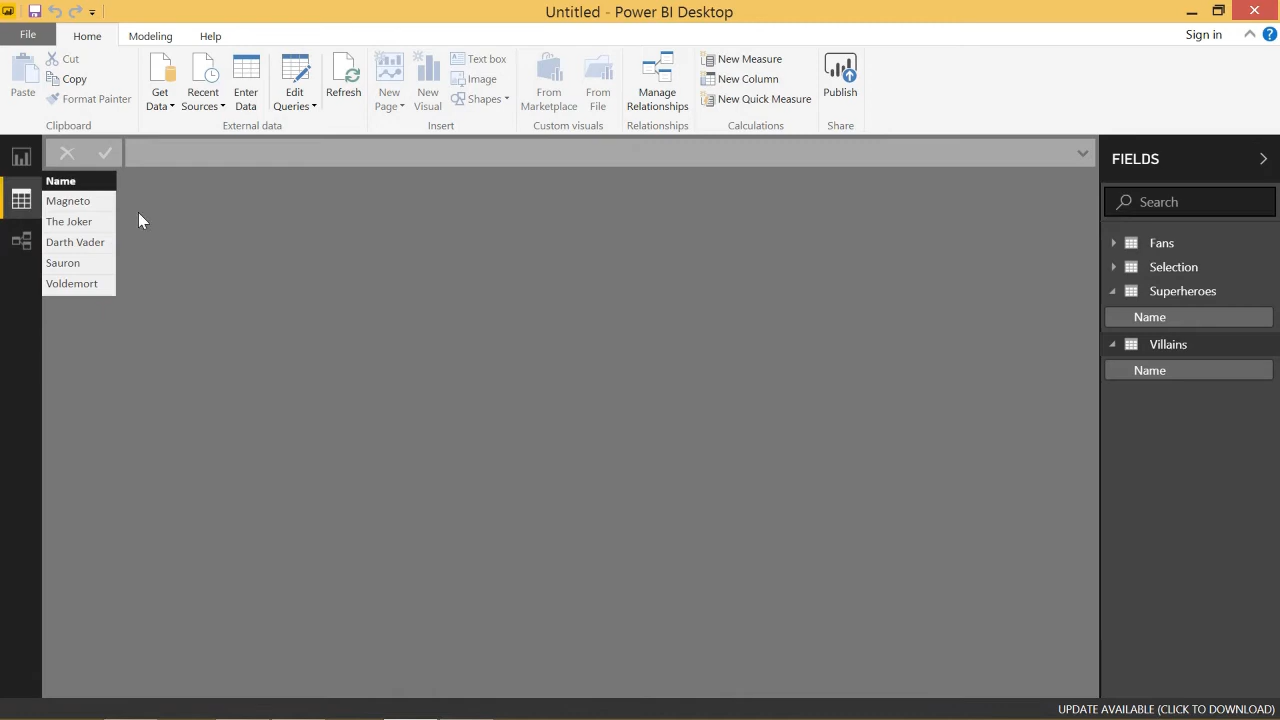 Untitled - Power BI Desktop
File
Home
Modeling
Help
Sign in
Paste
Cut
Copy
Format Painter
Clipboard
Get Data
Recent Sources
Enter Data
Edit Queries
Refresh
External data
New Page
New Visual
Text box
Image
Shapes
Insert
From Marketplace
From File
Custom visuals
Manage Relationships
Relationships
New Measure
New Column
New Quick Measure
Calculations
Publish
Share
Name
Magneto
The Joker
Darth Vader
Sauron
Voldemort
FIELDS
Search
Fans
Selection
Superheroes
Name
Villains
Name
UPDATE AVAILABLE (CLICK TO DOWNLOAD)